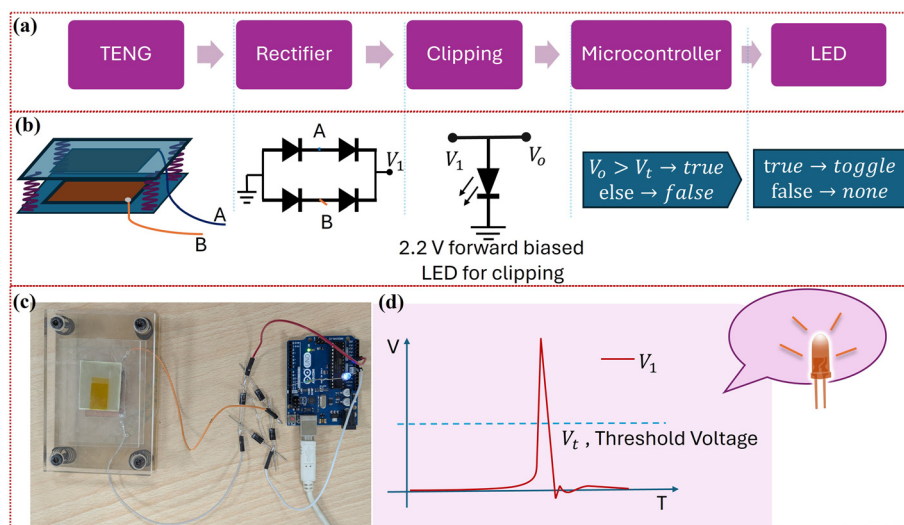 (a)
TENG
Rectifier
Clipping
Microcontroller
LED
(b)
A
B
A
B
V₁
V₁
Vₒ
2.2 V forward biased
LED for clipping
Vₒ > Vₜ → true
else → false
true → toggle
false → none
(c)
(d)
V
V₁
Vₜ , Threshold Voltage
T